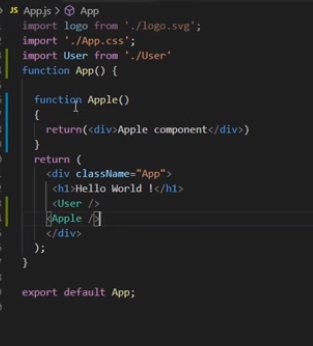 JS App.js > App
import logo from './logo.svg';
import './App.css';
import User from './User'
function App() {
function Apple()
{
return(<div>Apple component</div>)
}
return (
<div className="App">
<h1>Hello World !</h1>
<User />
<Apple />
</div>
);
}
export default App;